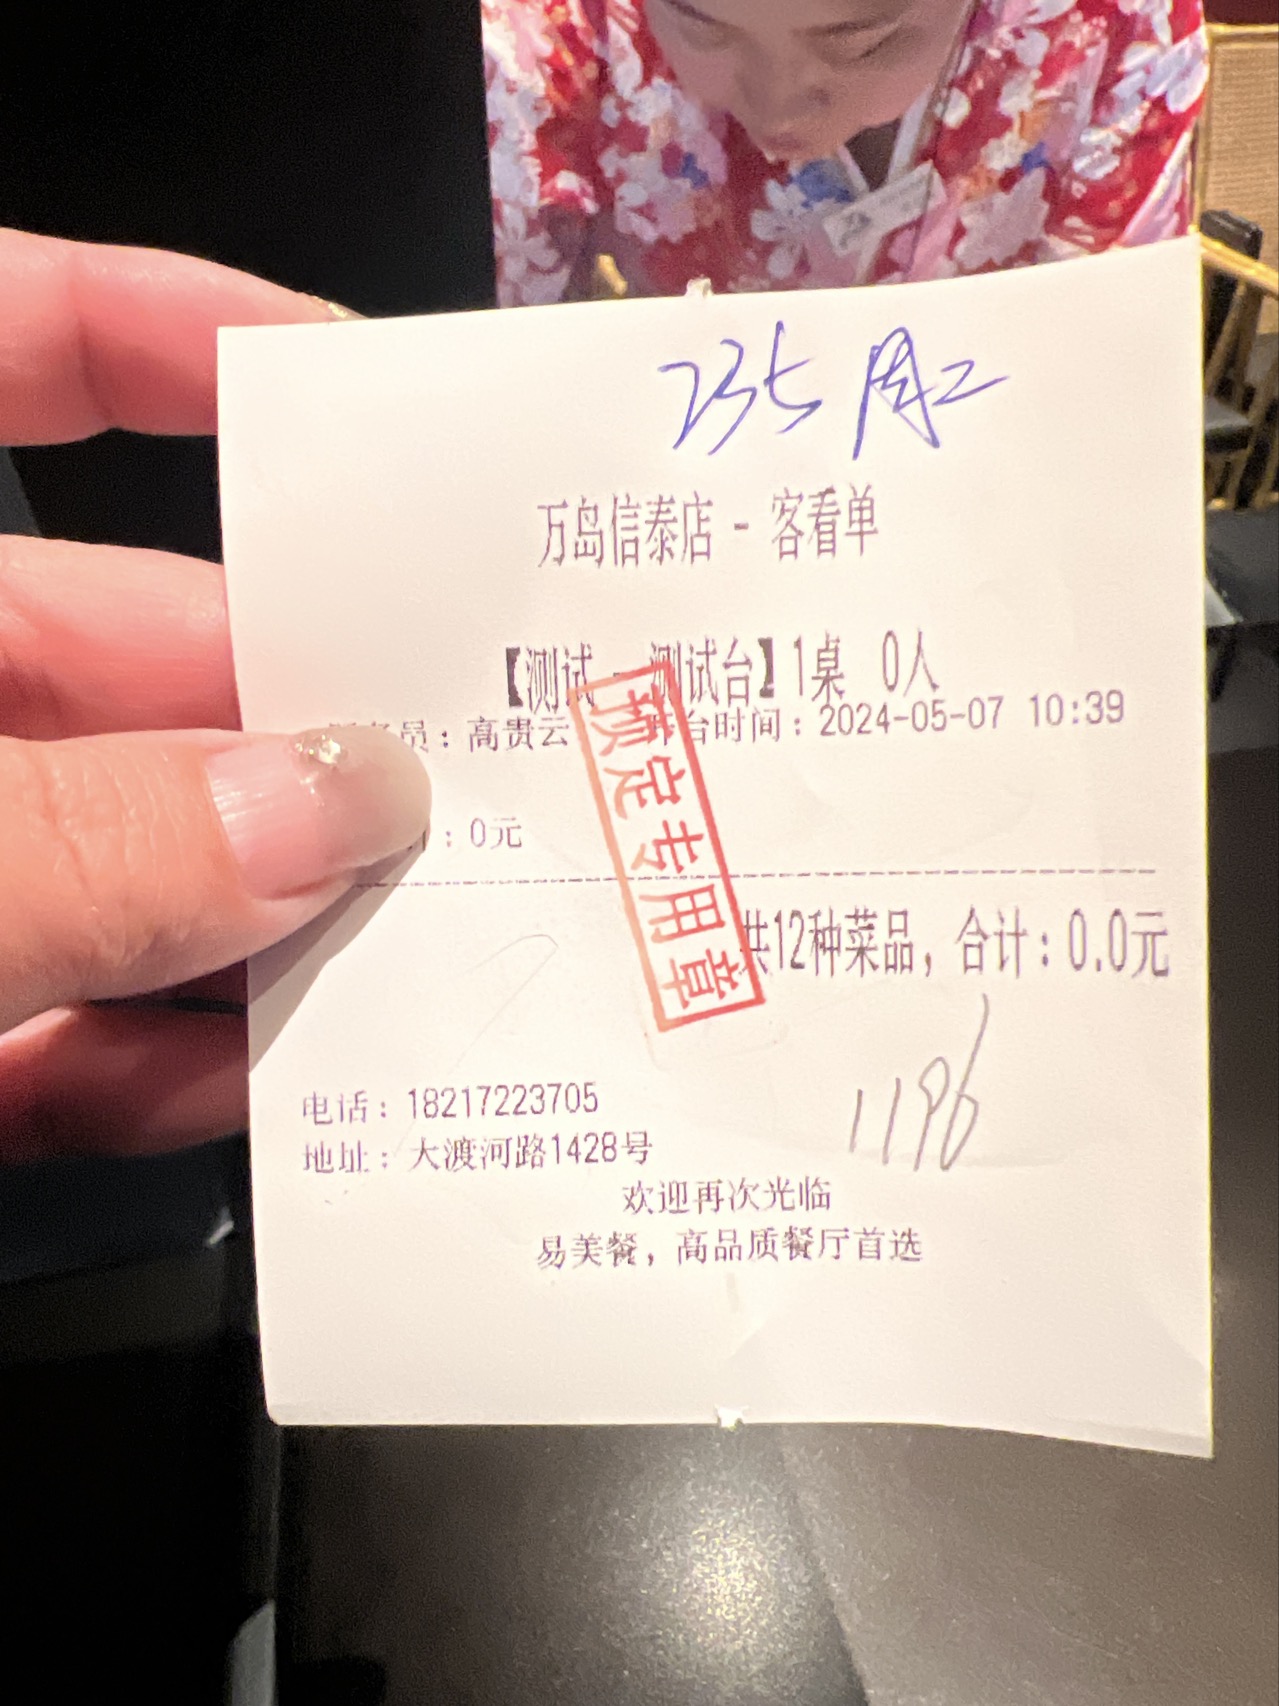 235 周二
万岛信泰店 - 客看单
【测试 - 测试台】1桌 0人
员：高贵云 台时间：2024-05-07 10:39
：0元
预定专用章
共12种菜品，合计：0.0元
1196
电话：18217223705
地址：大渡河路1428号
欢迎再次光临
易美餐，高品质餐厅首选